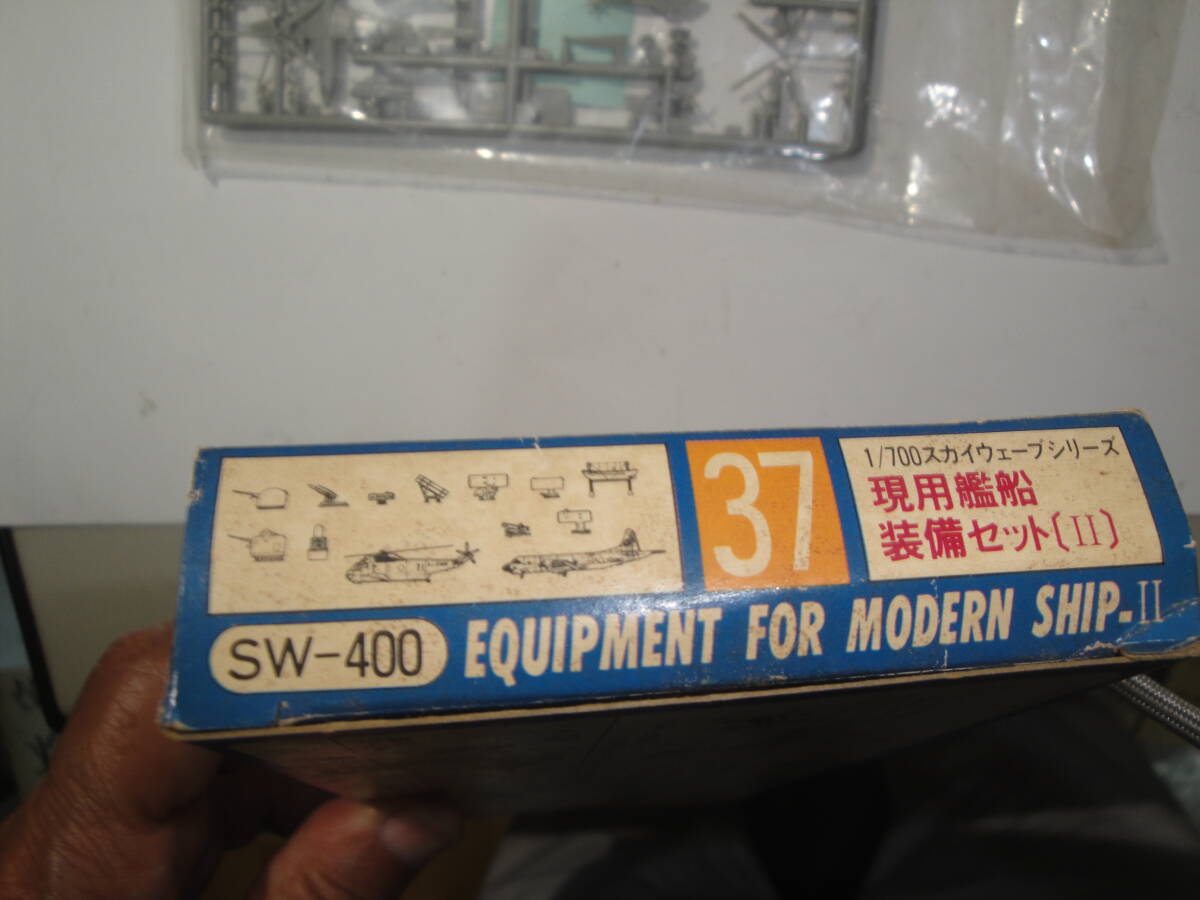 37
1/700スカイウェーブシリーズ
現用艦船
装備セット〔II〕
SW-400
EQUIPMENT FOR MODERN SHIP-II